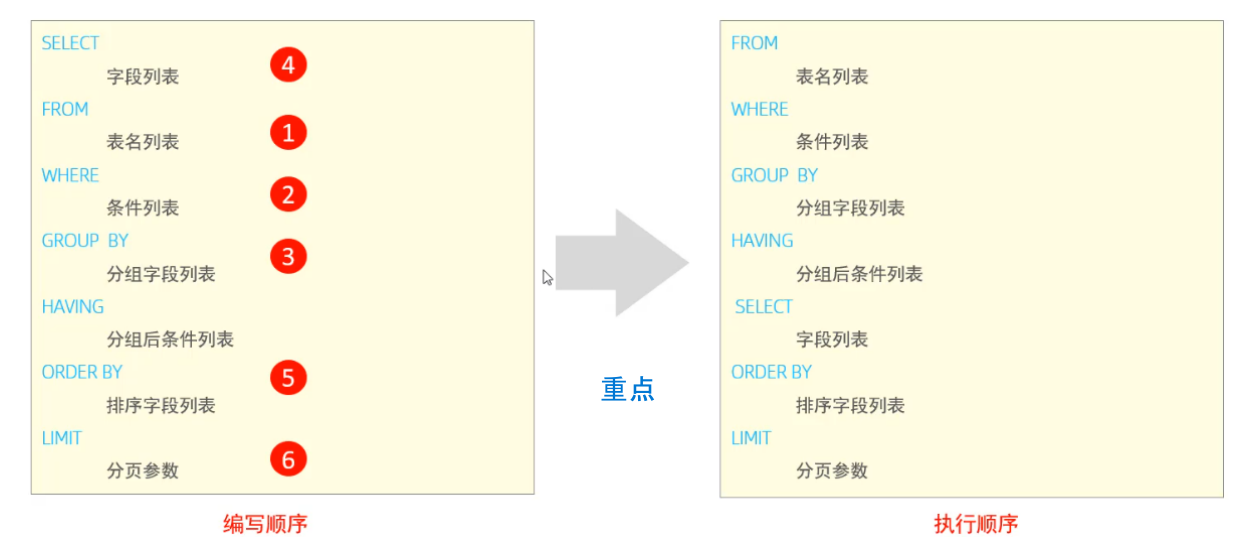 SELECT
字段列表
4
FROM
表名列表
1
WHERE
条件列表
2
GROUP BY
分组字段列表
3
HAVING
分组后条件列表
ORDER BY
排序字段列表
5
LIMIT
分页参数
6
编写顺序
重点
FROM
表名列表
WHERE
条件列表
GROUP BY
分组字段列表
HAVING
分组后条件列表
SELECT
字段列表
ORDER BY
排序字段列表
LIMIT
分页参数
执行顺序